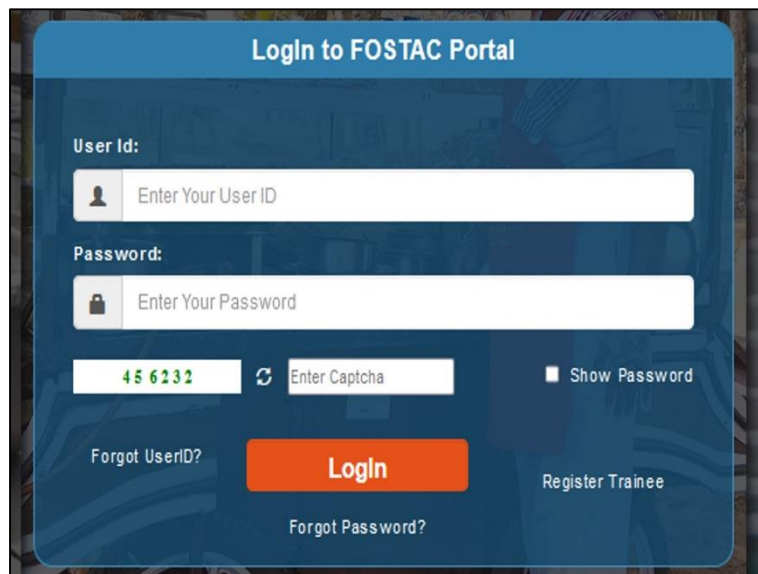 LogIn to FOSTAC Portal
User Id:
Enter Your User ID
Password:
Enter Your Password
45 6232
Enter Captcha
Show Password
Forgot UserID?
LogIn
Register Trainee
Forgot Password?